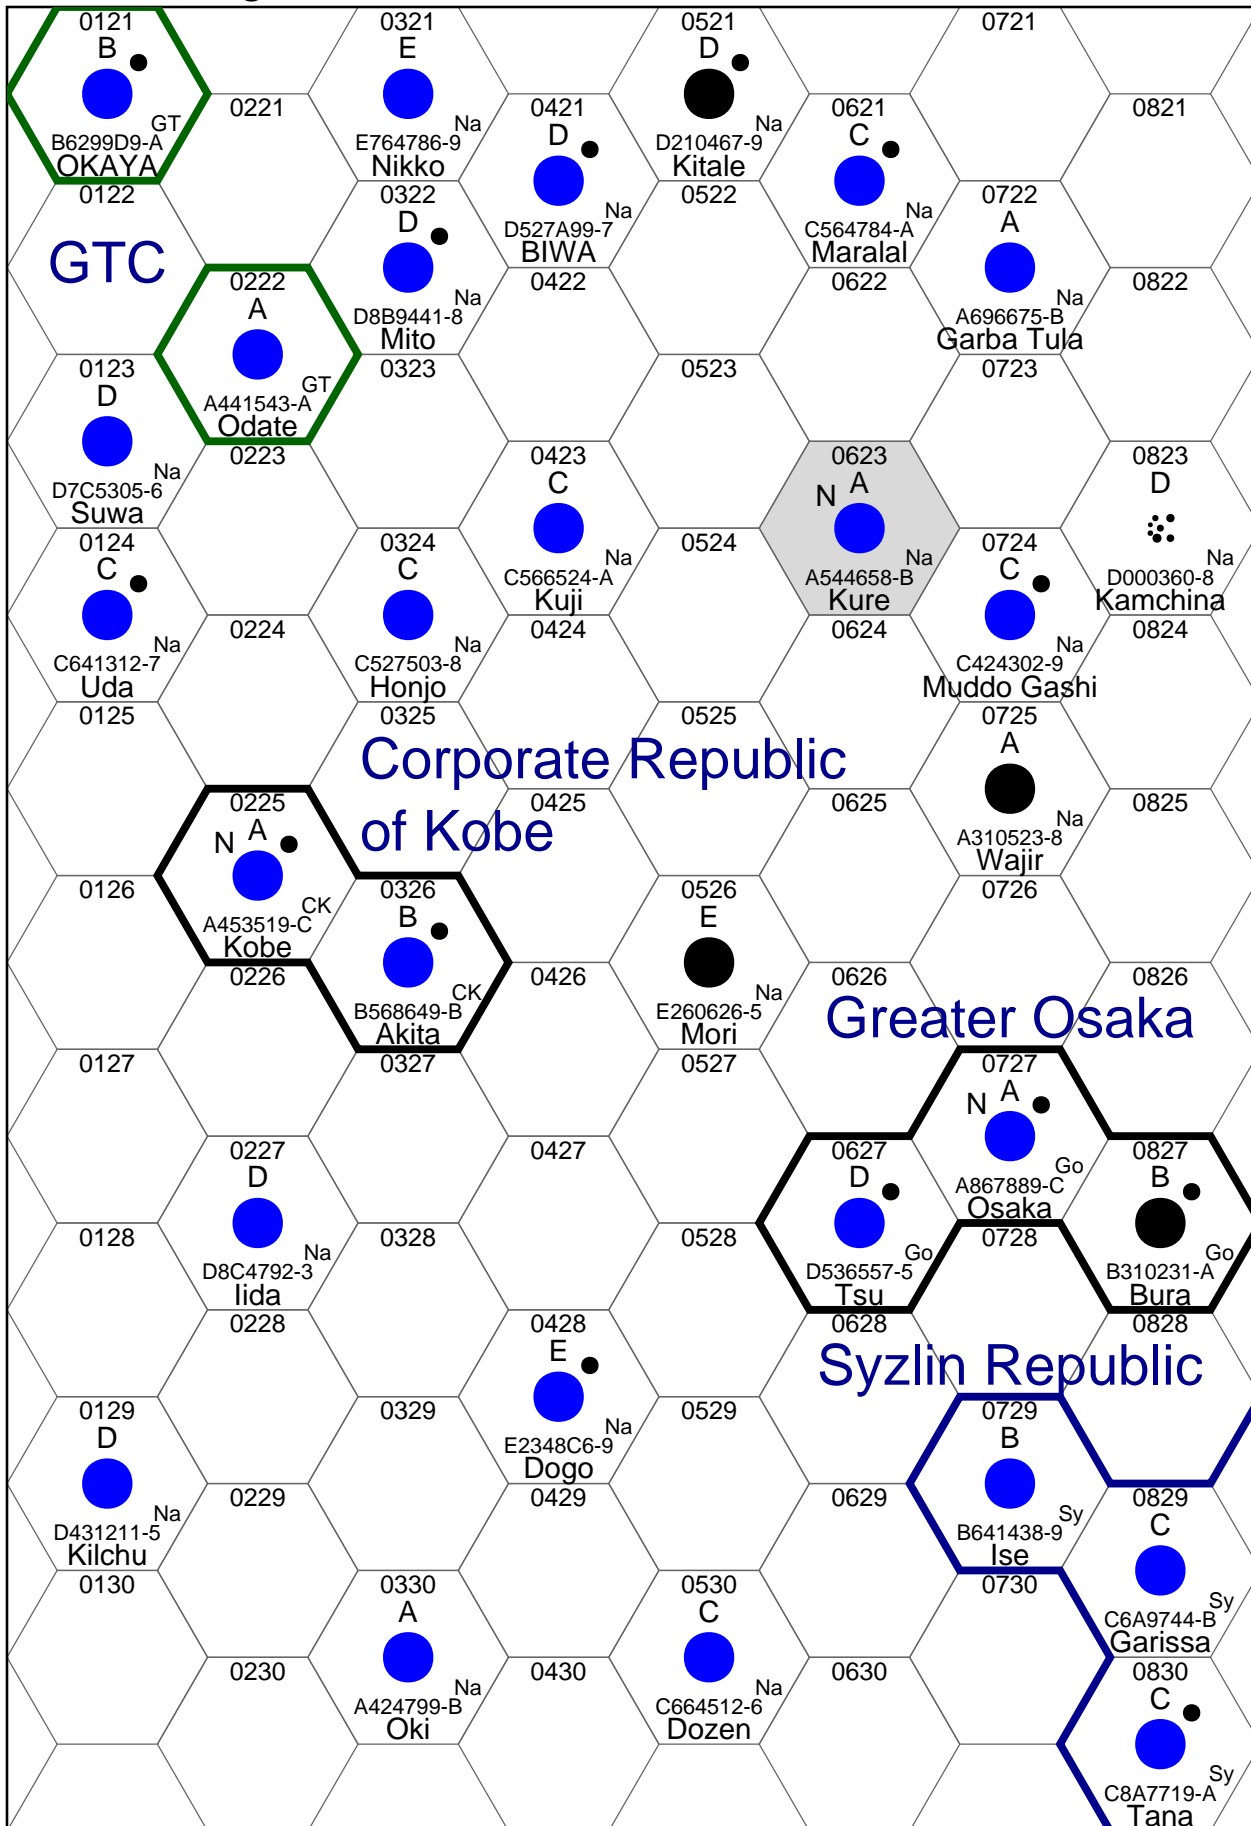 0121
B
GT
B6299D9-A
OKAYA
0221
0321
E
Na
E764786-9
Nikko
0421
D
Na
D527A99-7
BIWA
0521
D
Na
D210467-9
Kitale
0621
C
Na
C564784-A
Maralal
0721
0821
0122
GTC
0222
A
GT
A441543-A
Odate
0322
D
Na
D8B9441-8
Mito
0422
0522
0622
0722
A
Na
A696675-B
Garba Tula
0822
0123
D
Na
D7C5305-6
Suwa
0223
0323
0423
C
Na
C566524-A
Kuji
0523
0623
N A
Na
A544658-B
Kure
0723
0823
D
Na
D000360-8
Kamchina
0124
C
Na
C641312-7
Uda
0224
0324
C
Na
C527503-8
Honjo
0424
0524
0624
0724
C
Na
C424302-9
Muddo Gashi
0824
0125
0225
N A
CK
A453519-C
Kobe
0325
Corporate Republic
of Kobe
0425
0525
0625
0725
A
Na
A310523-8
Wajir
0825
0126
0226
0326
B
CK
B568649-B
Akita
0426
0526
E
Na
E260626-5
Mori
0626
0726
0826
Greater Osaka
0127
0227
D
Na
D8C4792-3
Iida
0327
0427
0527
0627
D
Go
D536557-5
Tsu
0727
N A
Go
A867889-C
Osaka
0827
B
Go
B310231-A
Bura
0128
0228
0328
0428
E
Na
E2348C6-9
Dogo
0528
0628
0728
0828
Syzlin Republic
0129
D
Na
D431211-5
Kilchu
0229
0329
0429
0529
0629
0729
B
Sy
B641438-9
Ise
0829
C
Sy
C6A9744-B
Garissa
0130
0230
0330
A
Na
A424799-B
Oki
0430
0530
C
Na
C664512-6
Dozen
0630
0730
0830
C
Sy
C8A7719-A
Tana